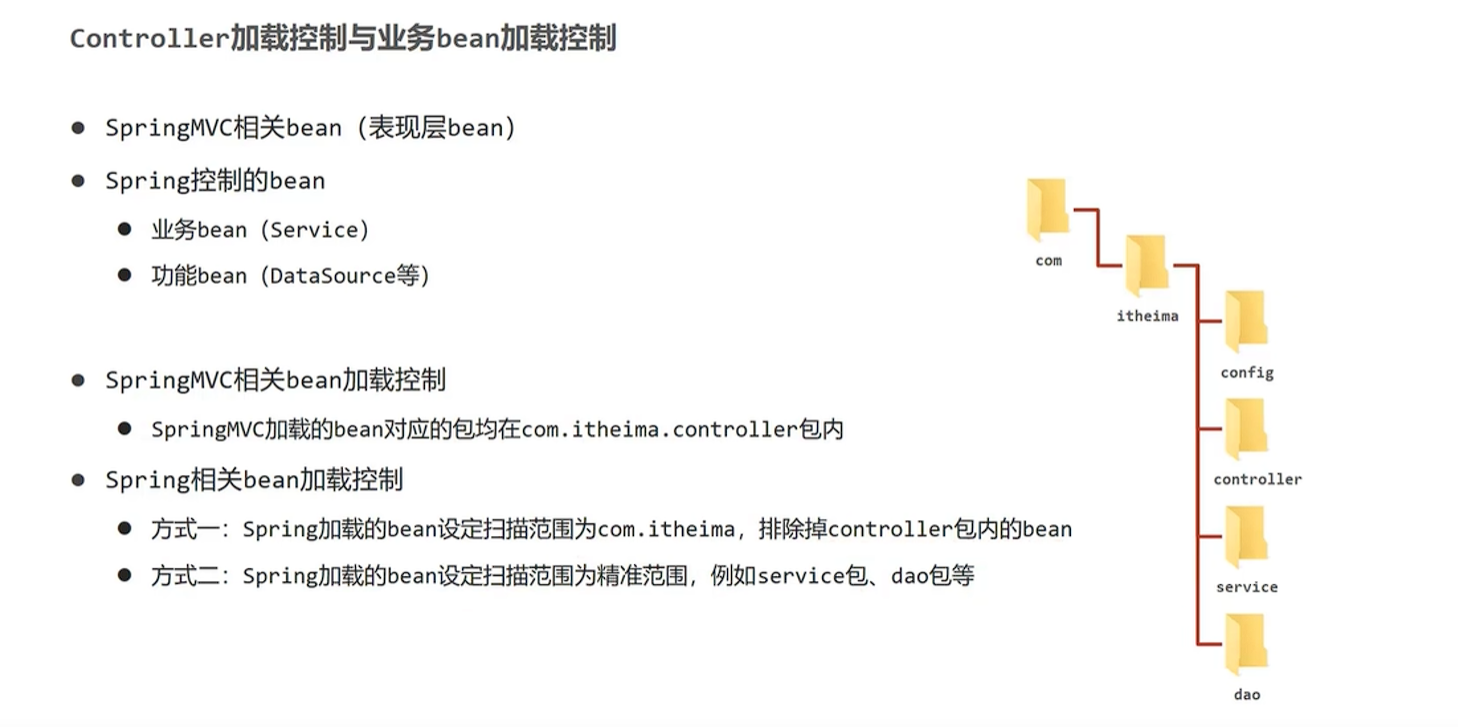 Controller加载控制与业务bean加载控制
SpringMVC相关bean（表现层bean）
Spring控制的bean
业务bean（Service）
功能bean（DataSource等）
SpringMVC相关bean加载控制
SpringMVC加载的bean对应的包均在com.itheima.controller包内
Spring相关bean加载控制
方式一：Spring加载的bean设定扫描范围为com.itheima，排除掉controller包内的bean
方式二：Spring加载的bean设定扫描范围为精准范围，例如service包、dao包等
com
itheima
config
controller
service
dao